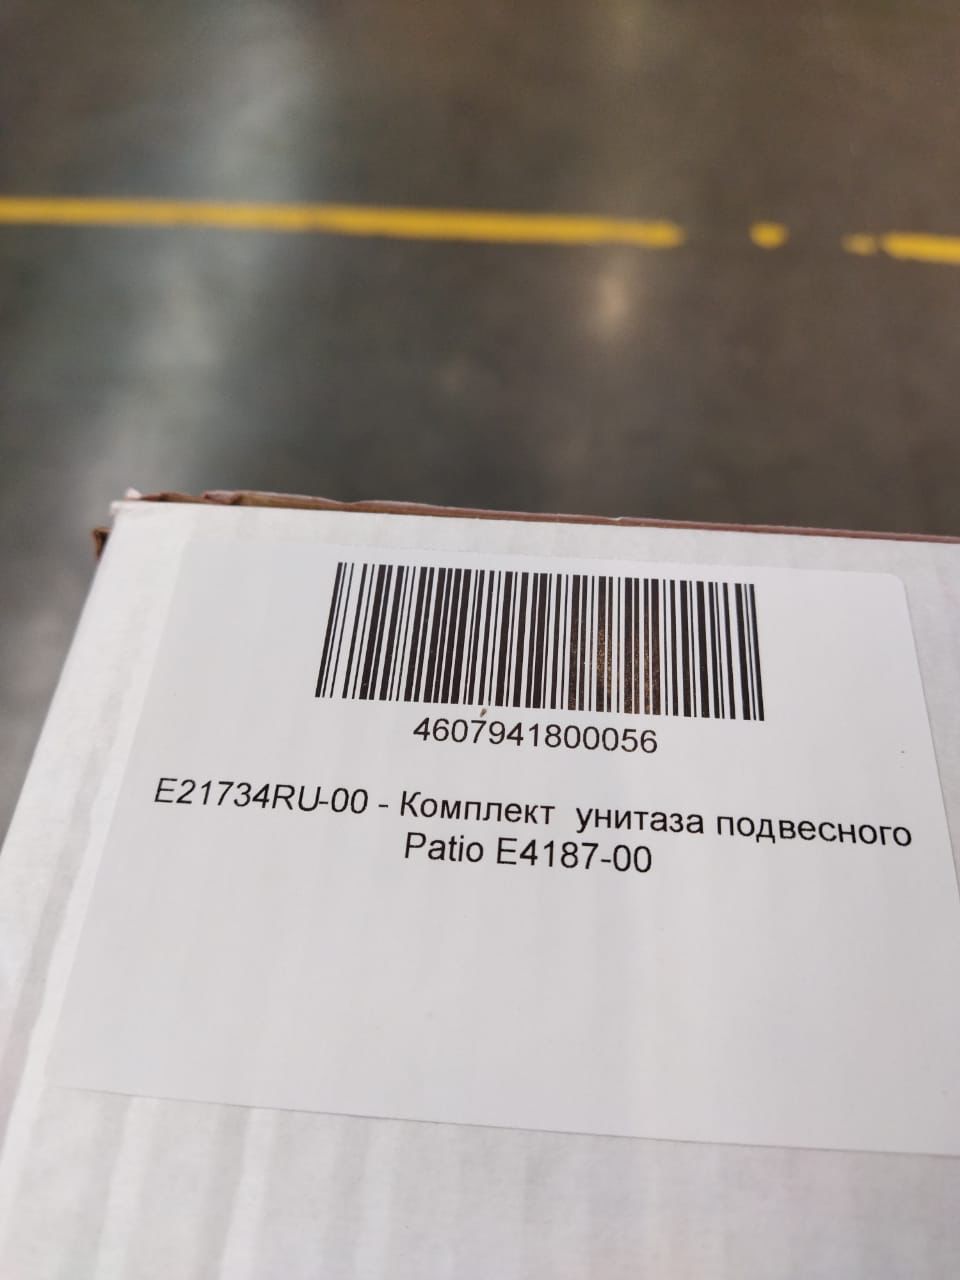 4607941800056
E21734RU-00 - Комплект унитаза подвесного
Patio E4187-00